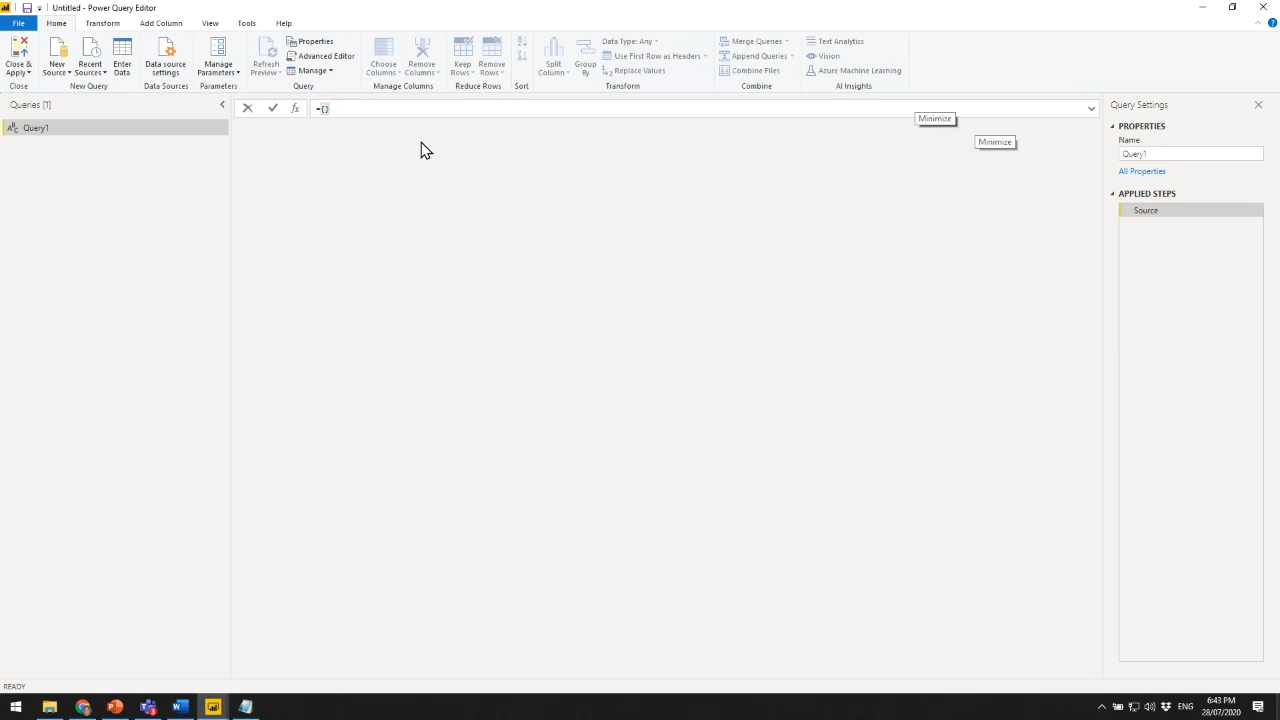 Untitled - Power Query Editor
File
Home
Transform
Add Column
View
Tools
Help
Close &
Apply
Close
New
Source
Recent
Sources
Enter
Data
New Query
Data source
settings
Data Sources
Manage
Parameters
Parameters
Refresh
Preview
Properties
Advanced Editor
Manage
Query
Choose
Columns
Remove
Columns
Manage Columns
Keep
Rows
Remove
Rows
Reduce Rows
Sort
Split
Column
Group
By
Data Type: Any
Use First Row as Headers
Replace Values
Transform
Merge Queries
Append Queries
Combine Files
Combine
Text Analytics
Vision
Azure Machine Learning
AI Insights
Queries [1]
Query1
fx
={}
Minimize
Minimize
Query Settings
PROPERTIES
Name
Query1
All Properties
APPLIED STEPS
Source
READY
ENG
6:43 PM
28/07/2020